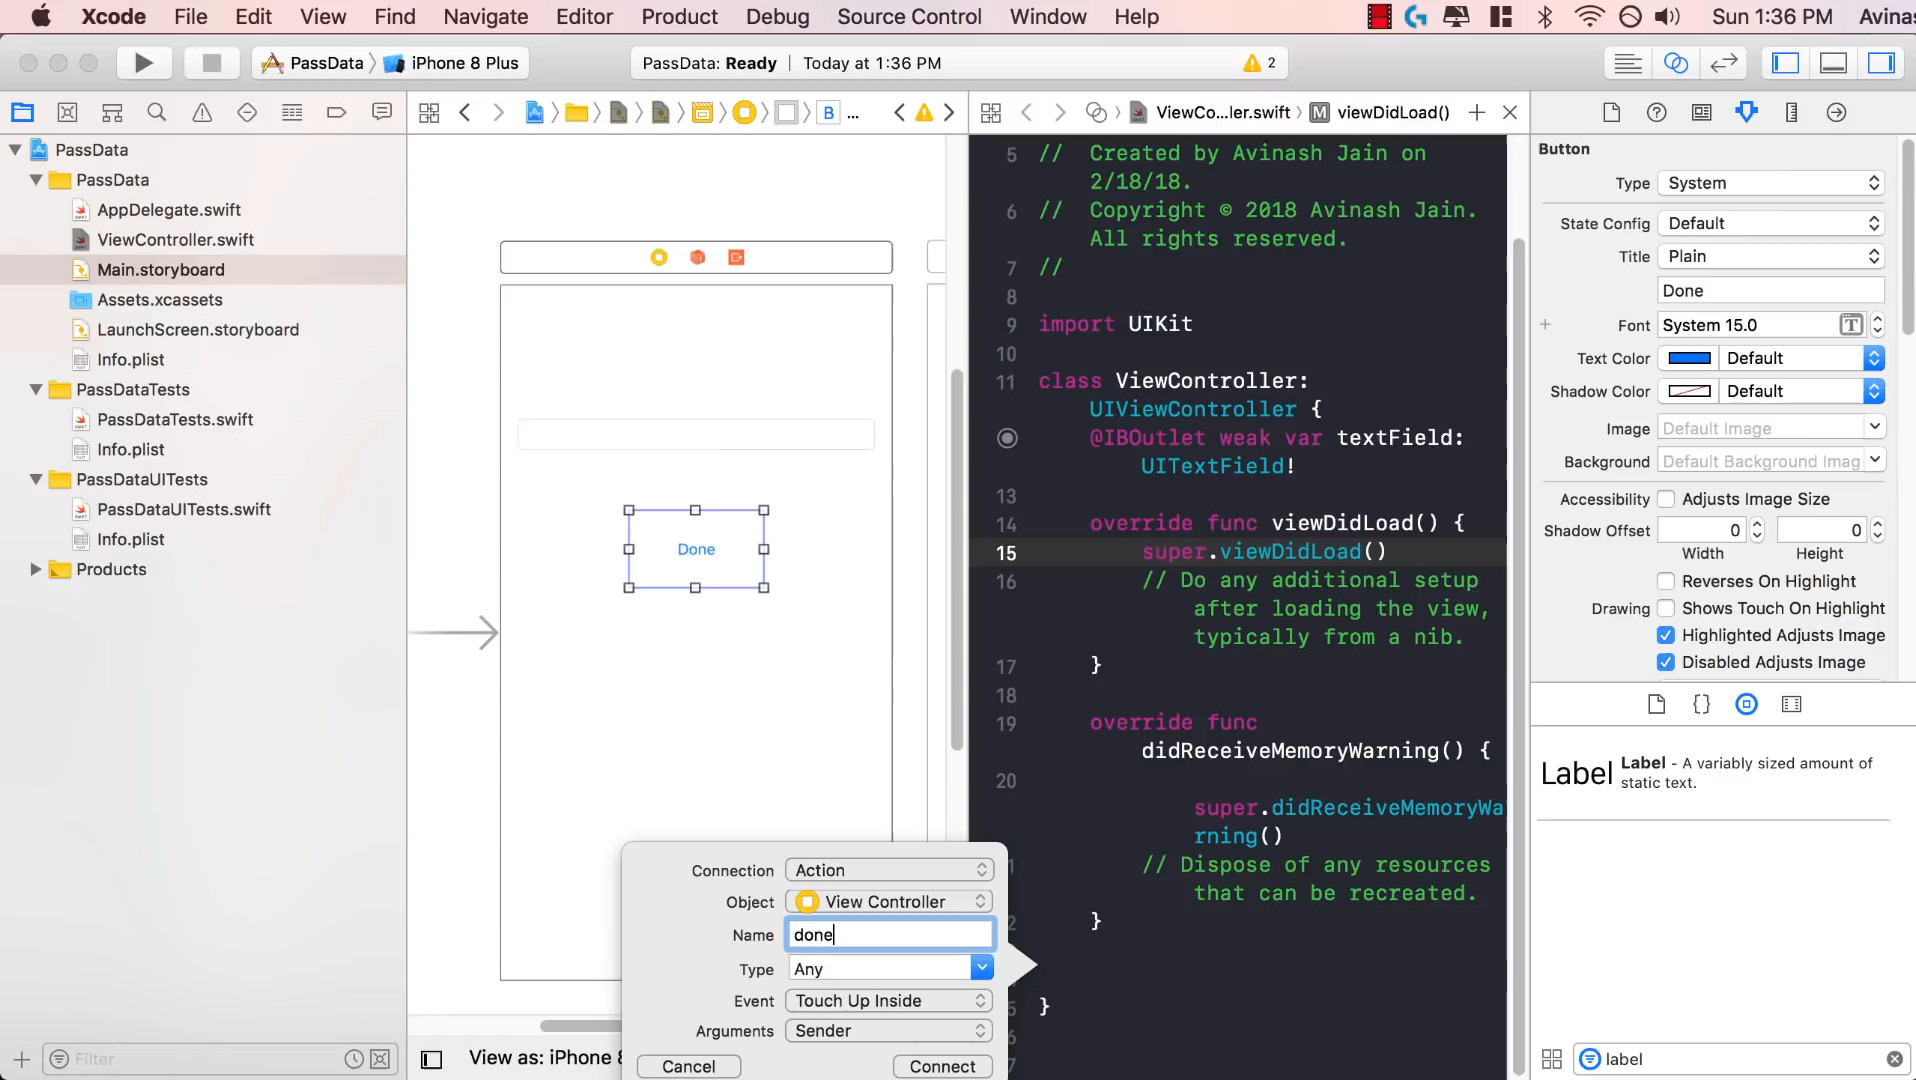 Xcode File Edit View Find Navigate Editor Product Debug Source Control Window Help Sun 1:36 PM Avinas
PassData iPhone 8 Plus PassData: Ready Today at 1:36 PM 2
B ... ViewCo...ler.swift M viewDidLoad()
PassData
PassData
AppDelegate.swift
ViewController.swift
Main.storyboard
Assets.xcassets
LaunchScreen.storyboard
Info.plist
PassDataTests
PassDataTests.swift
Info.plist
PassDataUITests
PassDataUITests.swift
Info.plist
Products
Filter
Done
View as: iPhone 8
5 // Created by Avinash Jain on
2/18/18.
6 // Copyright © 2018 Avinash Jain.
All rights reserved.
7 //
8
9 import UIKit
10
11 class ViewController:
UIViewController {
@IBOutlet weak var textField:
UITextField!
13
14 override func viewDidLoad() {
15 super.viewDidLoad()
16 // Do any additional setup
after loading the view,
typically from a nib.
17 }
18
19 override func
didReceiveMemoryWarning() {
20
super.didReceiveMemoryWa
rning()
1 // Dispose of any resources
that can be recreated.
2 }
5 }
6
7
Connection Action
Object View Controller
Name done
Type Any
Event Touch Up Inside
Arguments Sender
Cancel Connect
Button
Type System
State Config Default
Title Plain
Done
Font System 15.0 T
Text Color Default
Shadow Color Default
Image Default Image
Background Default Background Imag
Accessibility Adjusts Image Size
Shadow Offset 0 0
Width Height
Reverses On Highlight
Drawing Shows Touch On Highlight
Highlighted Adjusts Image
Disabled Adjusts Image
{}
Label Label - A variably sized amount of
static text.
label